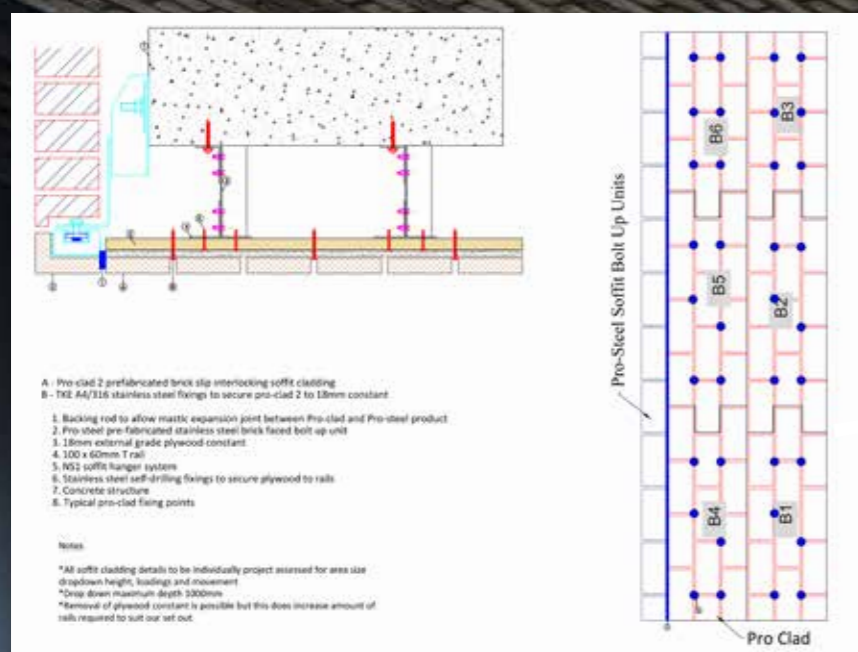 A - Pro-clad 2 prefabricated brick slip interlocking soffit cladding
B - TKE A4/316 stainless steel fixings to secure pro-clad 2 to 18mm constant
1. Backing rod to allow mastic expansion joint between Pro-clad and Pro-steel product
2. Pro steel pre-fabricated stainless steel brick faced bolt up unit
3. 18mm external grade plywood constant
4. 100 x 60mm T rail
5. NS1 soffit hanger system
6. Stainless steel self-drilling fixings to secure plywood to rails
7. Concrete structure
8. Typical pro-clad fixing points
Notes
*All soffit cladding details to be individually project assessed for area size
dropdown height, loadings and movement
*Drop down maximum depth 1000mm
*Removal of plywood constant is possible but this does increase amount of
rails required to suit our set out
Pro-Steel Soffit Bolt Up Units
B6
B3
B5
B2
B4
B1
Pro Clad